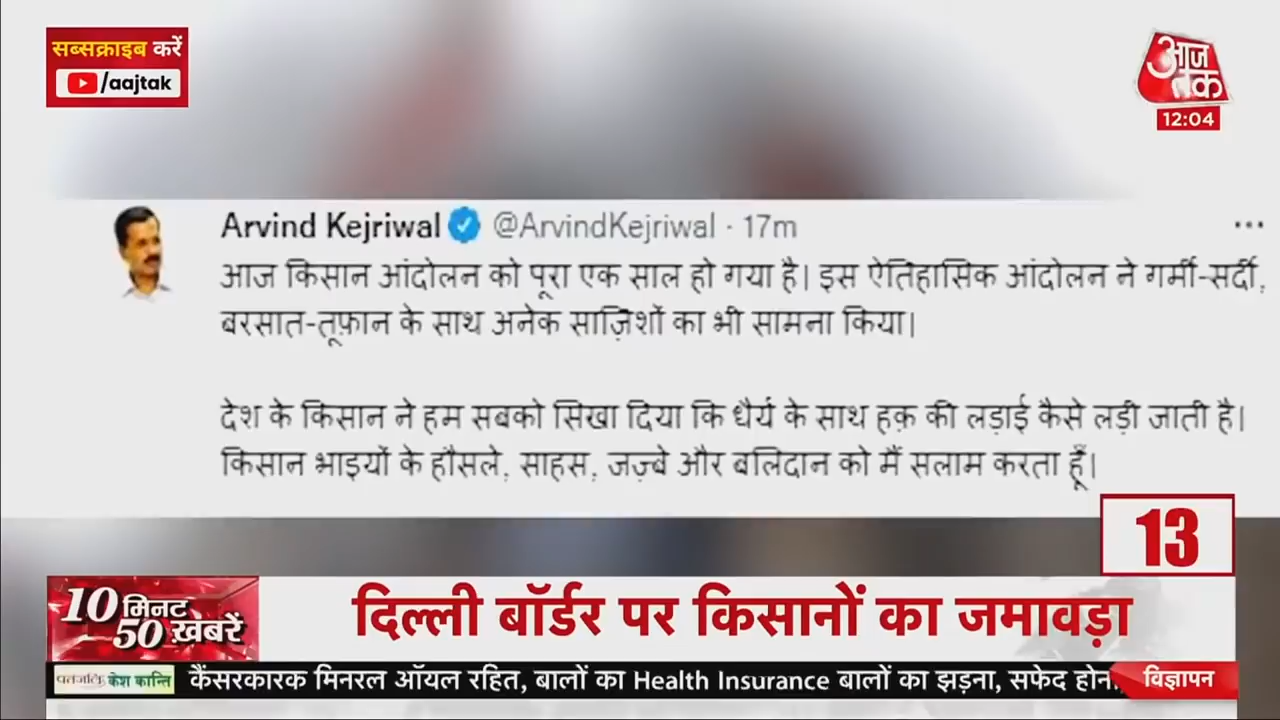 सब्सक्राइब करें
/aajtak
आज तक
12:04
Arvind Kejriwal @ArvindKejriwal · 17m
आज किसान आंदोलन को पूरा एक साल हो गया है। इस ऐतिहासिक आंदोलन ने गर्मी-सर्दी,
बरसात-तूफ़ान के साथ अनेक साज़िशों का भी सामना किया।
देश के किसान ने हम सबको सिखा दिया कि धैर्य के साथ हक़ की लड़ाई कैसे लड़ी जाती है।
किसान भाइयों के हौसले, साहस, जज़्बे और बलिदान को मैं सलाम करता हूँ।
13
10 मिनट
50 ख़बरें
दिल्ली बॉर्डर पर किसानों का जमावड़ा
पतंजलि केश कान्ति
कैंसरकारक मिनरल ऑयल रहित, बालों का Health Insurance बालों का झड़ना, सफेद होना,
विज्ञापन